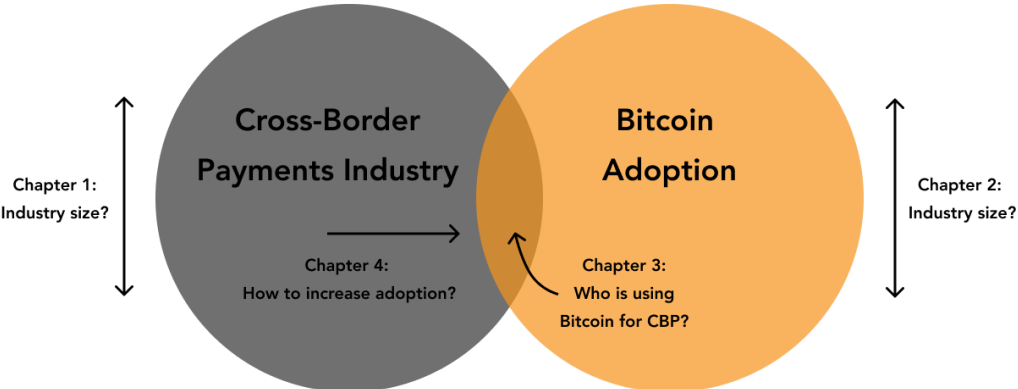 Cross-Border
Payments Industry
Bitcoin
Adoption
Chapter 1:
Industry size?
Chapter 2:
Industry size?
Chapter 4:
How to increase adoption?
Chapter 3:
Who is using
Bitcoin for CBP?